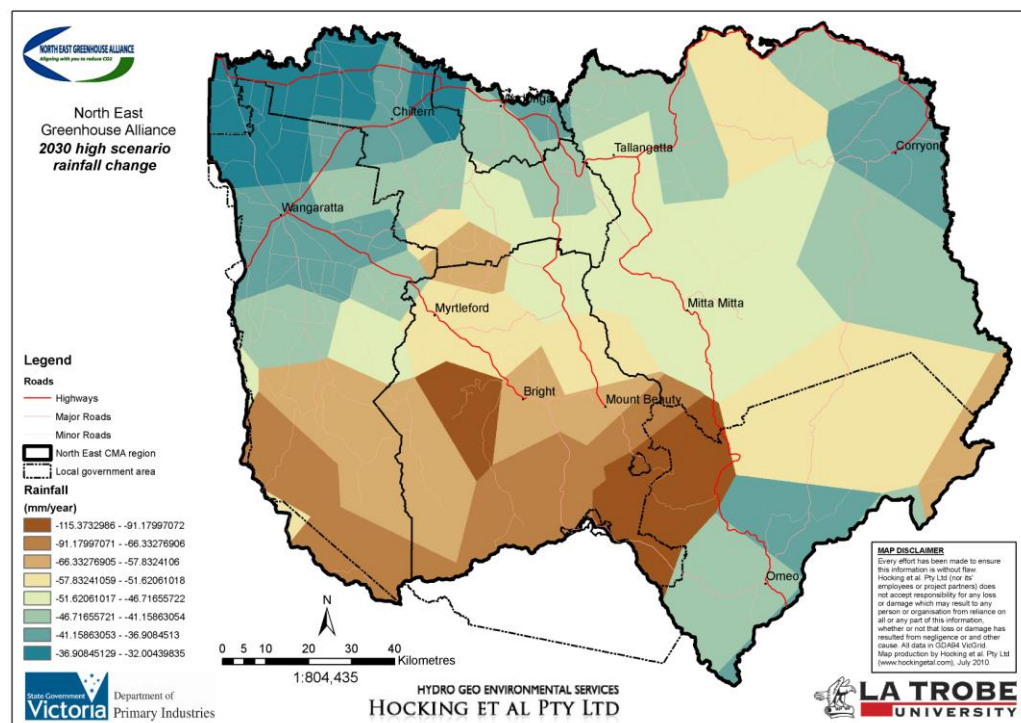 NORTH EAST GREENHOUSE ALLIANCE
Aligning with you to reduce CO2
North East
Greenhouse Alliance
2030 high scenario
rainfall change
Chiltern
Tallangatta
Corryong
Wangaratta
Mitta Mitta
Myrtleford
Bright
Mount Beauty
Omeo
Legend
Roads
Highways
Major Roads
Minor Roads
North East CMA region
Local government area
Rainfall
(mm/year)
-115.3732986 - -91.17997072
-91.17997071 - -66.33276906
-66.33276905 - -57.8324106
-57.83241059 - -51.62061018
-51.62061017 - -46.71655722
-46.71655721 - -41.15863054
-41.15863053 - -36.9084513
-36.90845129 - -32.00439835
N
0 5 10 20 30 40
Kilometres
1:804,435
MAP DISCLAIMER
Every effort has been made to ensure
this information is without flaw.
Hocking et al. Pty Ltd (nor its'
employees or project partners) does
not accept responsibility for any loss
or damage which may result to any
person or organisation from reliance on
all or any part of this information,
whether or not that loss or damage has
resulted from negligence or and other
cause. All data in GDA94 VicGrid.
Map production by Hocking et al. Pty Ltd
(www.hockingetal.com), July 2010.
State Government
Victoria
Department of
Primary Industries
HYDRO GEO ENVIRONMENTAL SERVICES
HOCKING ET AL PTY LTD
LA TROBE
UNIVERSITY